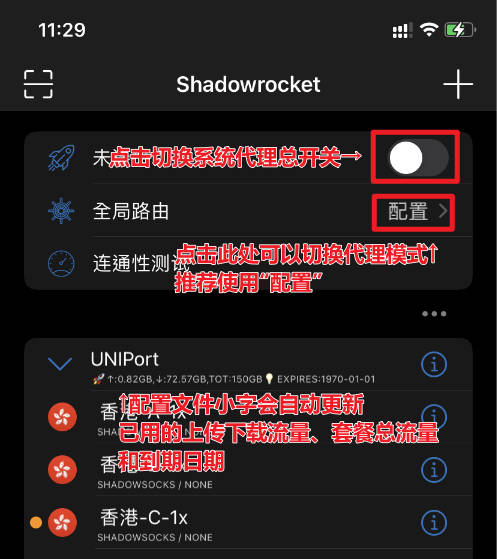 11:29
Shadowrocket
未
点击切换系统代理总开关→
全局路由
配置
连通性测试
点击此处可以切换代理模式↑
推荐使用“配置”
UNIPort
↑:0.82GB,↓:72.57GB,TOT:150GB EXPIRES:1970-01-01
香港-A-1x
↑配置文件小字会自动更新
已用的上传下载流量、套餐总流量
和到期日期
香港
SHADOWSOCKS / NONE
香港-C-1x
SHADOWSOCKS / NONE